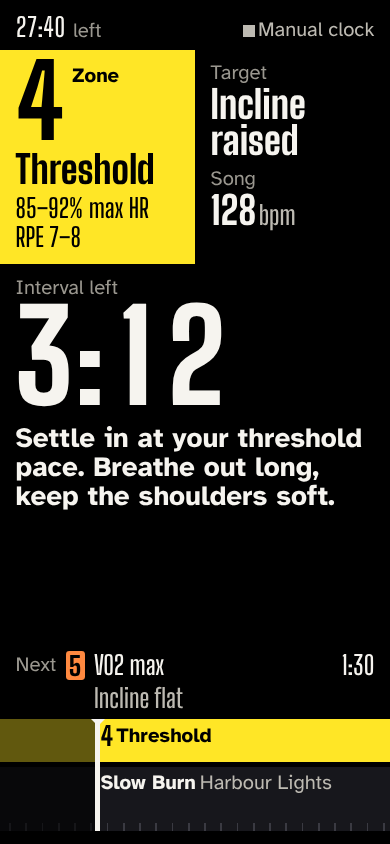 27:40 left
Manual clock
4 Zone
Threshold
85–92% max HR
RPE 7–8
Target
Incline
raised
Song
128 bpm
Interval left
3:12
Settle in at your threshold
pace. Breathe out long,
keep the shoulders soft.
Next 5 VO2 max 1:30
Incline flat
4 Threshold
Slow Burn Harbour Lights